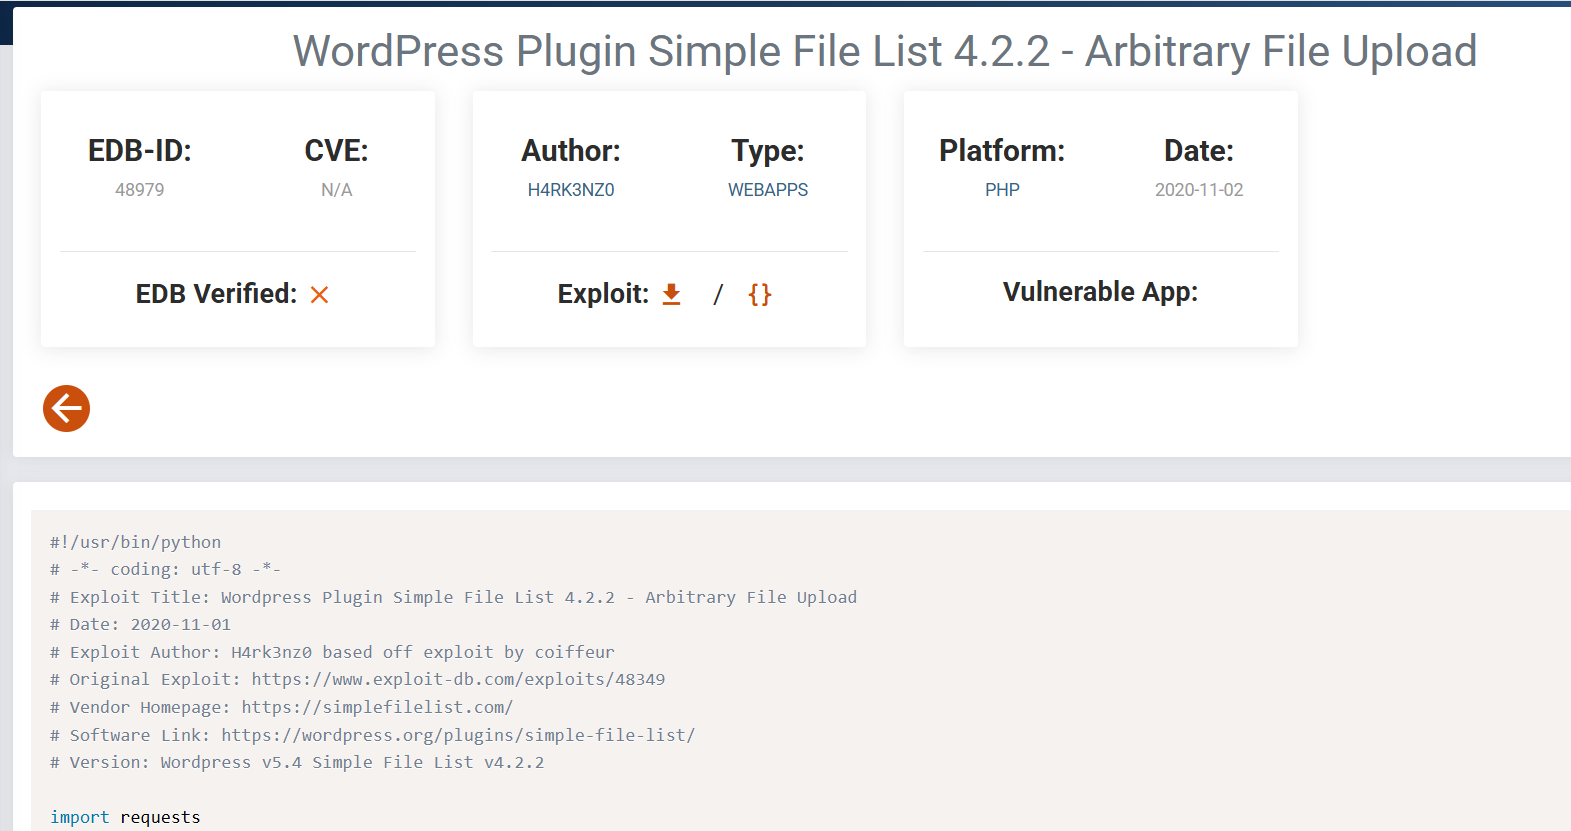 WordPress Plugin Simple File List 4.2.2 - Arbitrary File Upload
EDB-ID:
48979
CVE:
N/A
EDB Verified:
Author:
H4RK3NZ0
Type:
WEBAPPS
Exploit: / {}
Platform:
PHP
Date:
2020-11-02
Vulnerable App:
#!/usr/bin/python
# -*- coding: utf-8 -*-
# Exploit Title: Wordpress Plugin Simple File List 4.2.2 - Arbitrary File Upload
# Date: 2020-11-01
# Exploit Author: H4rk3nz0 based off exploit by coiffeur
# Original Exploit: https://www.exploit-db.com/exploits/48349
# Vendor Homepage: https://simplefilelist.com/
# Software Link: https://wordpress.org/plugins/simple-file-list/
# Version: Wordpress v5.4 Simple File List v4.2.2
import requests